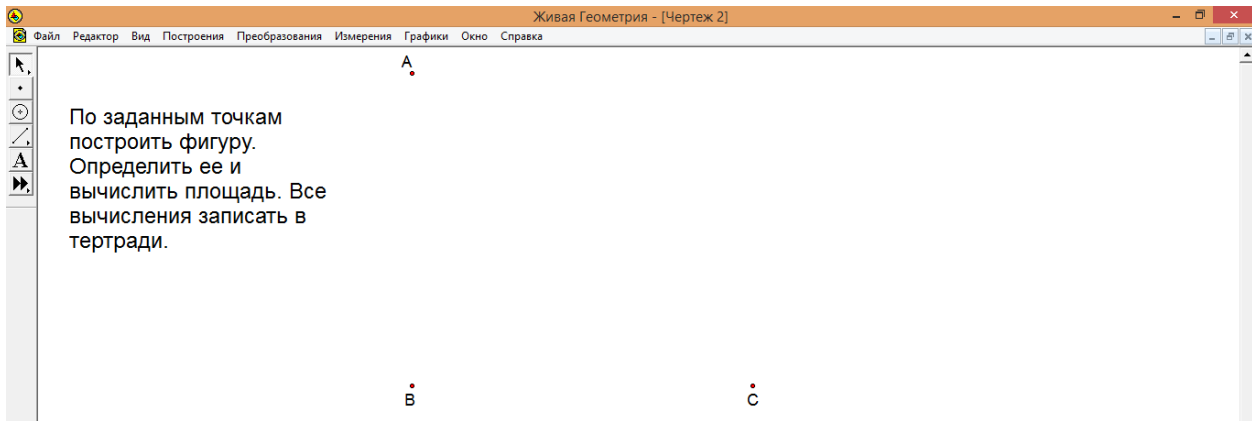 Живая Геометрия - [Чертеж 2]
Файл Редактор Вид Построения Преобразования Измерения Графики Окно Справка
A
По заданным точкам
построить фигуру.
Определить ее и
вычислить площадь. Все
вычисления записать в
тертради.
A
B
C